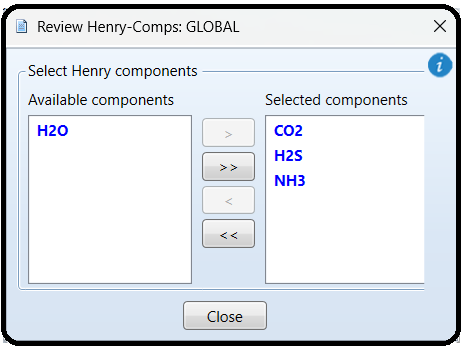 Review Henry-Comps: GLOBAL
Select Henry components
Available components
Selected components
H2O
CO2
H2S
NH3
>
>>
<
<<
Close